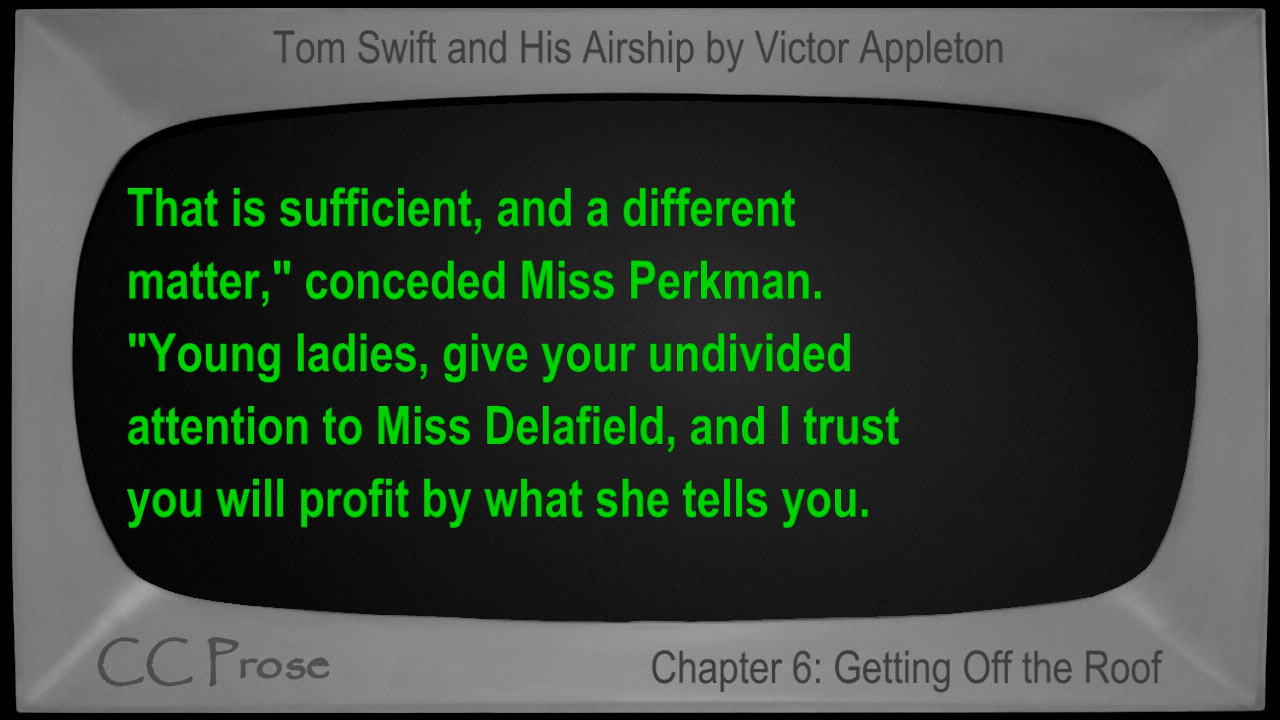 Tom Swift and His Airship by Victor Appleton
That is sufficient, and a different
matter," conceded Miss Perkman.
"Young ladies, give your undivided
attention to Miss Delafield, and I trust
you will profit by what she tells you.
CC Prose
Chapter 6: Getting Off the Roof